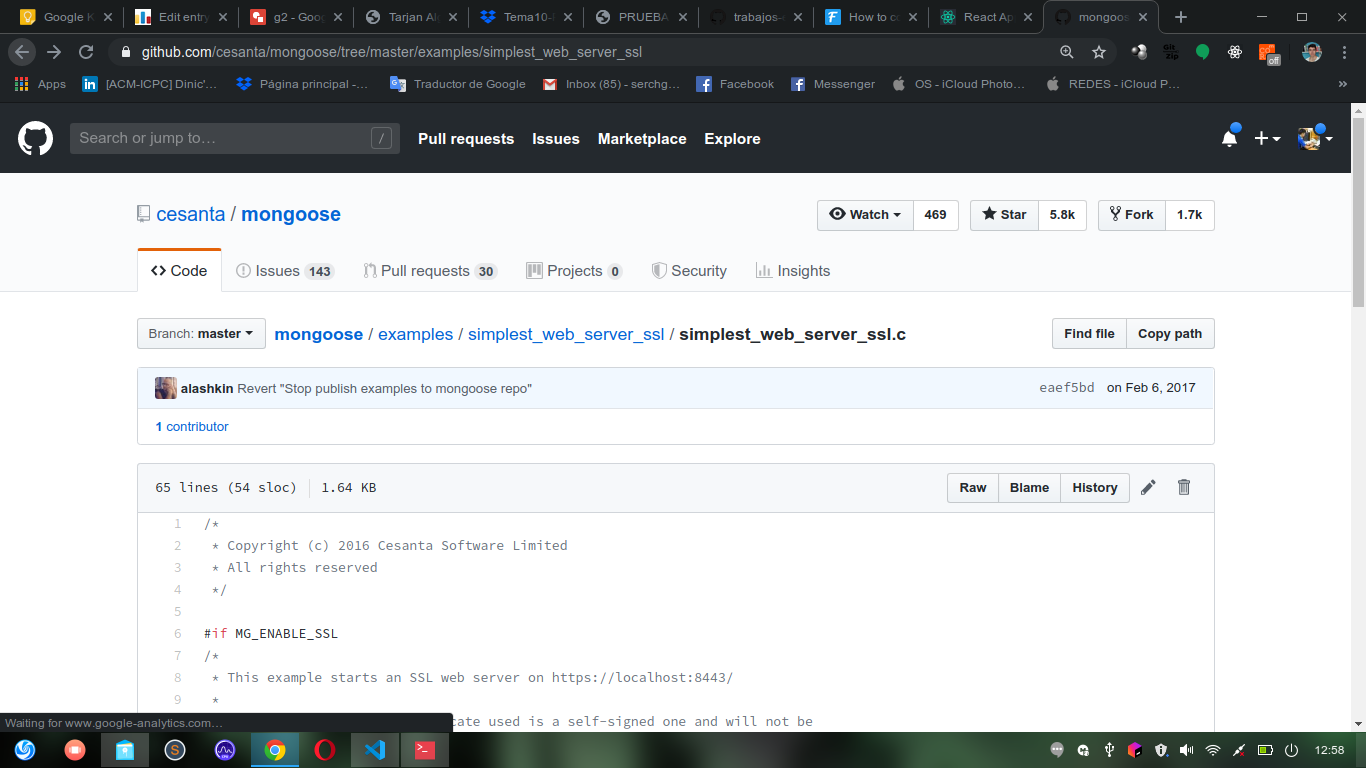 Google K
Edit entry
g2 - Goo
Tarjan Al
Tema10-
PRUEBA
trabajos-
How to c
React Ap
mongoos
github.com/cesanta/mongoose/tree/master/examples/simplest_web_server_ssl
Git
Zip
off
Apps
[ACM-ICPC] Dinic'…
Página principal -…
Traductor de Google
Inbox (85) - serchg…
Facebook
Messenger
OS - iCloud Photo…
REDES - iCloud P…
»
Search or jump to…
/
Pull requests
Issues
Marketplace
Explore
cesanta / mongoose
Watch 469
Star 5.8k
Fork 1.7k
Code
Issues 143
Pull requests 30
Projects 0
Security
Insights
Branch: master
mongoose / examples / simplest_web_server_ssl / simplest_web_server_ssl.c
Find file
Copy path
alashkin Revert "Stop publish examples to mongoose repo"
eaef5bd on Feb 6, 2017
1 contributor
65 lines (54 sloc) 1.64 KB
Raw
Blame
History
1 /*
2 * Copyright (c) 2016 Cesanta Software Limited
3 * All rights reserved
4 */
5
6 #if MG_ENABLE_SSL
7 /*
8 * This example starts an SSL web server on https://localhost:8443/
9 *
cate used is a self-signed one and will not be
Waiting for www.google-analytics.com…
12:58